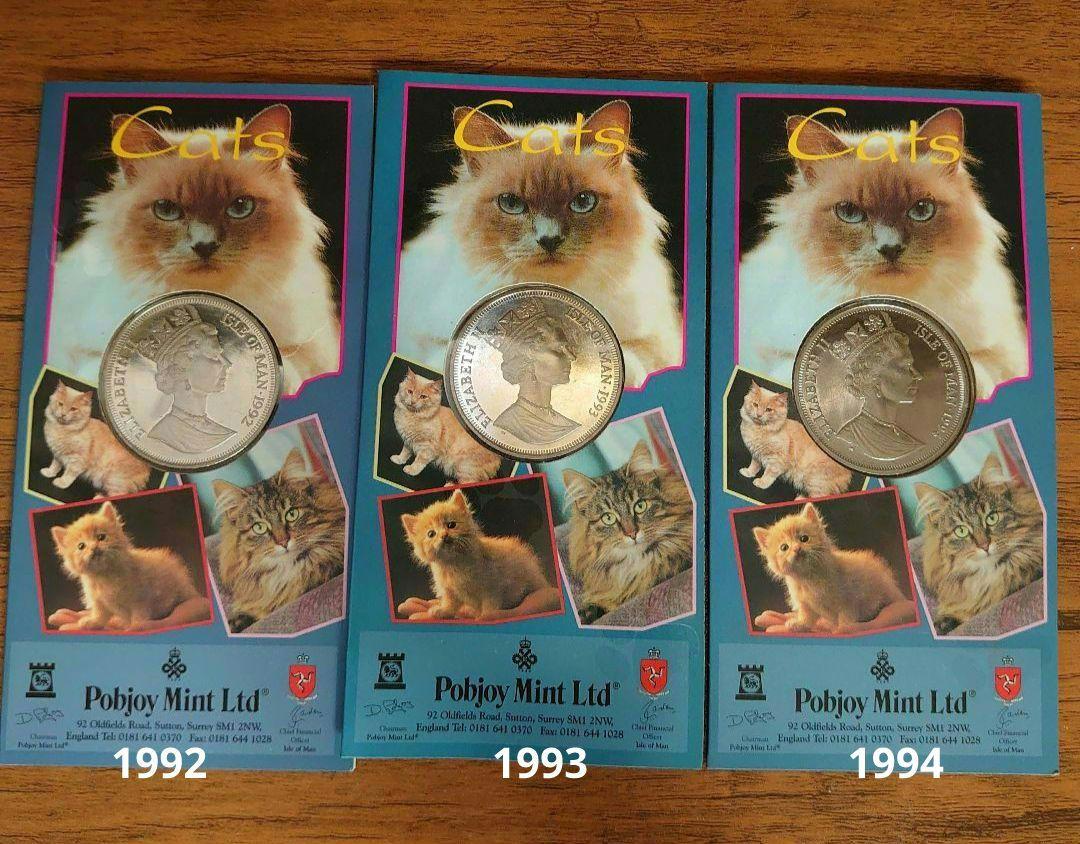 Cats
Cats
Cats
ELIZABETH II
ISLE OF MAN·1992
ELIZABETH
ISLE OF MAN·1993
ELIZABETH II
ISLE OF MAN
Pobjoy Mint Ltd®
92 Oldfields Road, Sutton, Surrey SM1 2NW,
England Tel: 0181 641 0370 Fax: 0181 644 1028
Chairman
Pobjoy Mint Ltd®
Chief Financial
Officer
Isle of Man
1992
Pobjoy Mint Ltd®
92 Oldfields Road, Sutton, Surrey SM1 2NW,
England Tel: 0181 641 0370 Fax: 0181 644 1028
Chairman
Pobjoy Mint Ltd®
Chief Financial
Officer
Isle of Man
1993
Pobjoy Mint Ltd®
92 Oldfields Road, Sutton, Surrey SM1 2NW,
England Tel: 0181 641 0370 Fax: 0181 644 1028
Chairman
Pobjoy Mint Ltd®
Chief Financial
Officer
Isle of Man
1994